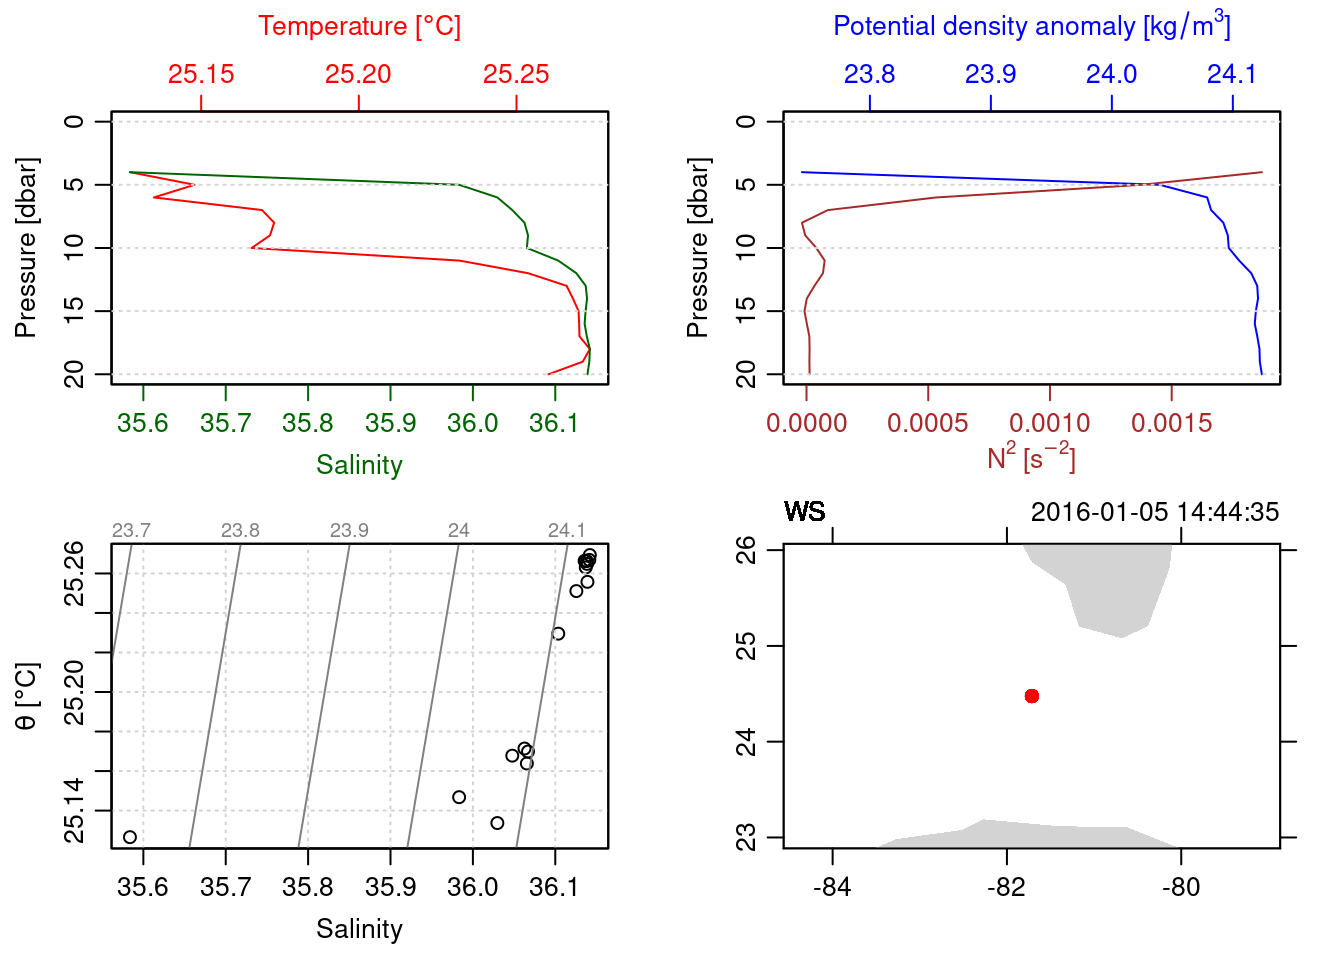 Temperature [°C]
25.15 25.20 25.25
0
5
10
15
20
Pressure [dbar]
35.6 35.7 35.8 35.9 36.0 36.1
Salinity
Potential density anomaly [kg/m³]
23.8 23.9 24.0 24.1
0
5
10
15
20
Pressure [dbar]
0.0000 0.0005 0.0010 0.0015
N² [s⁻²]
23.7 23.8 23.9 24 24.1
25.26
25.20
25.14
θ [°C]
35.6 35.7 35.8 35.9 36.0 36.1
Salinity
WS 2016-01-05 14:44:35
26
25
24
23
-84 -82 -80